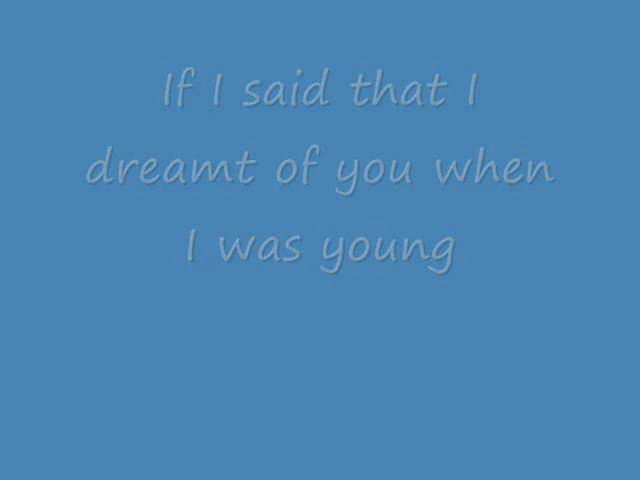 If I said that I
dreamt of you when
I was young